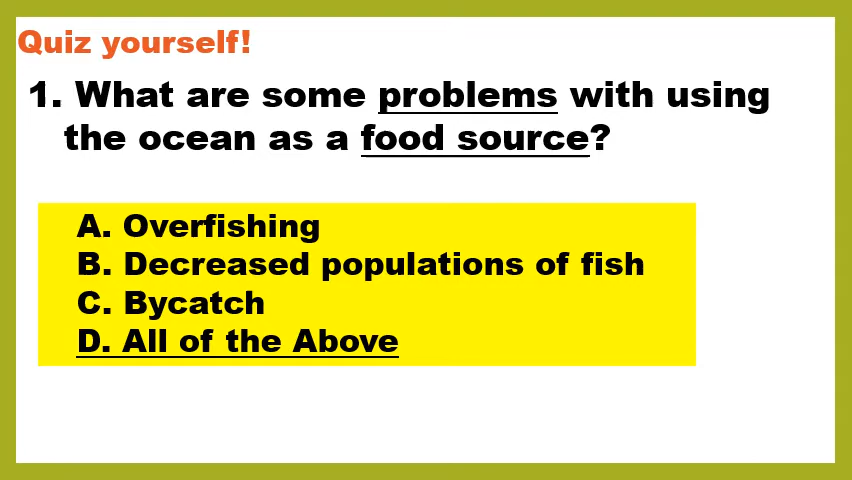 Quiz yourself!
1. What are some problems with using
the ocean as a food source?
A. Overfishing
B. Decreased populations of fish
C. Bycatch
D. All of the Above